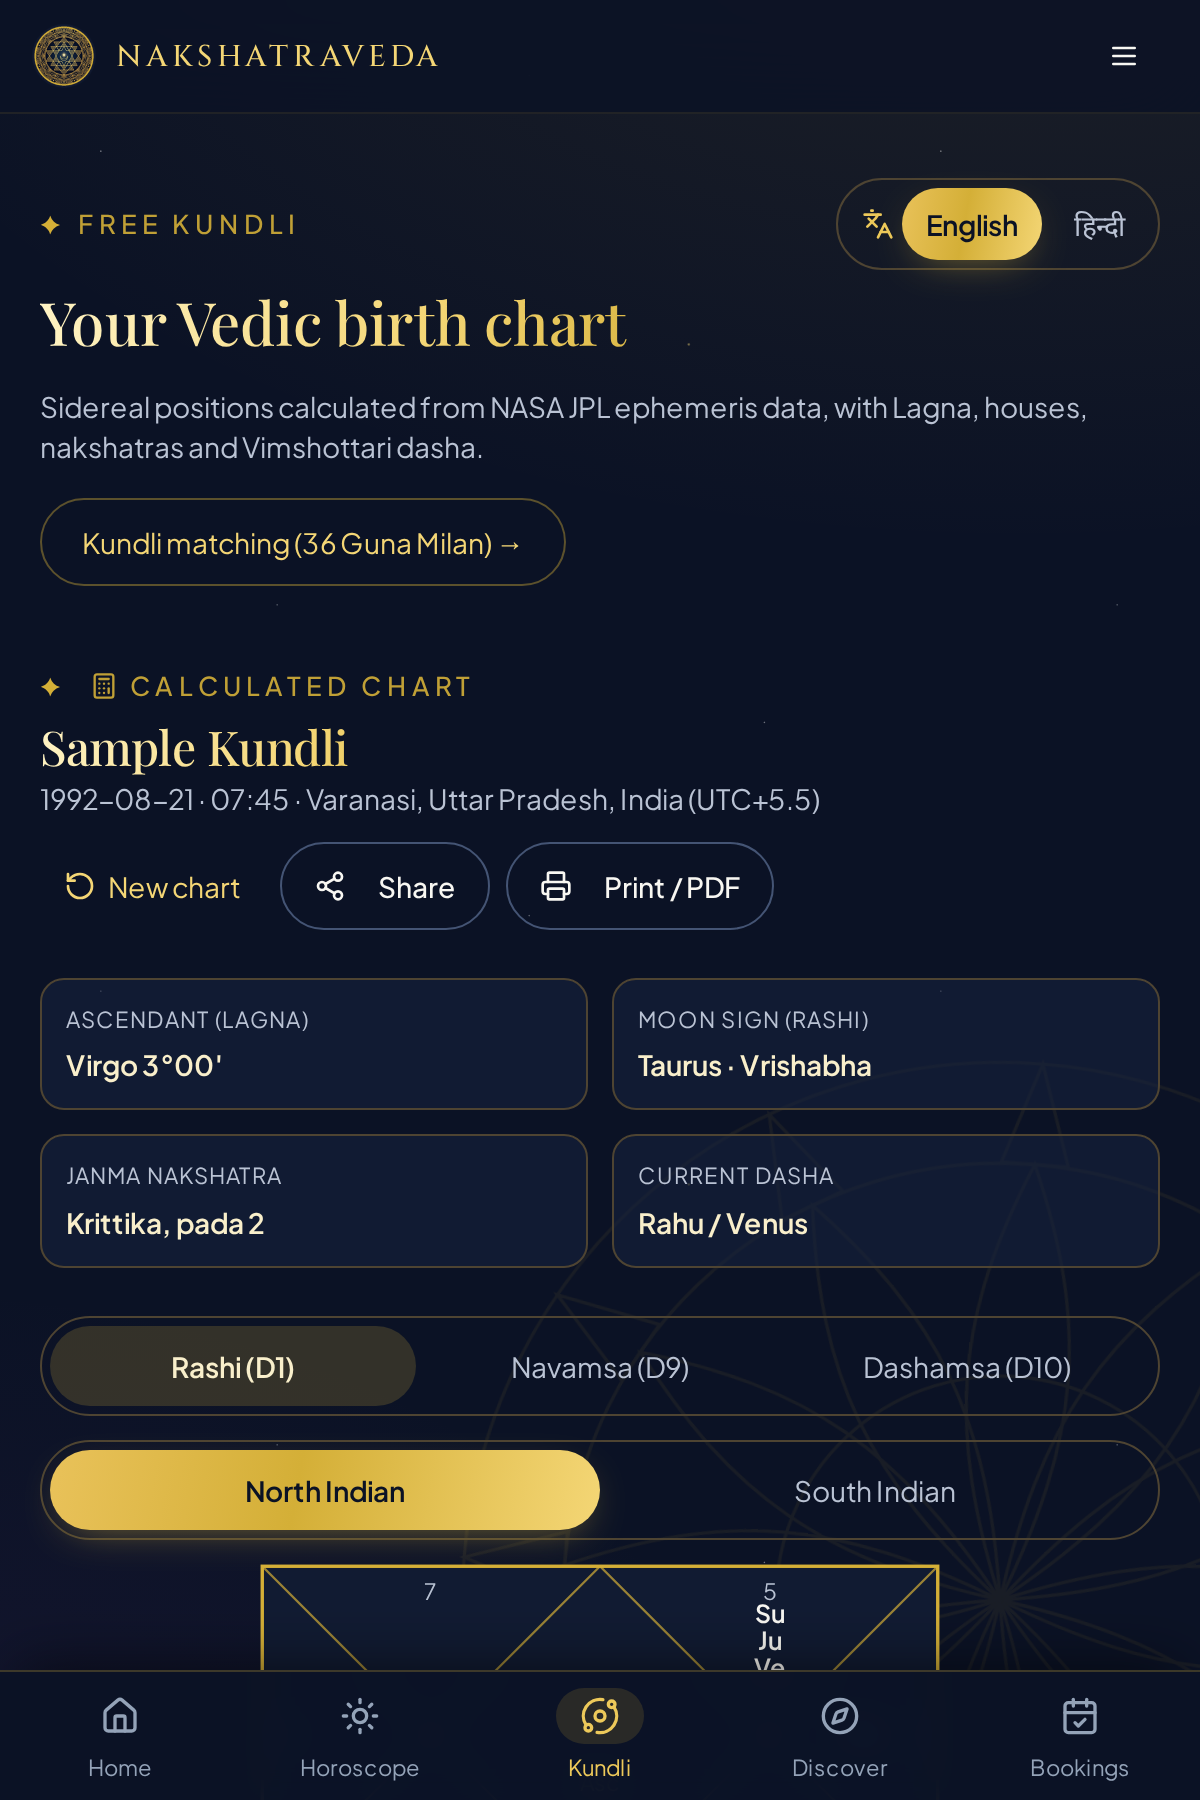 NAKSHATRAVEDA
FREE KUNDLI
English
हिन्दी
Your Vedic birth chart
Sidereal positions calculated from NASA JPL ephemeris data, with Lagna, houses,
nakshatras and Vimshottari dasha.
Kundli matching (36 Guna Milan) →
CALCULATED CHART
Sample Kundli
1992-08-21 · 07:45 · Varanasi, Uttar Pradesh, India (UTC+5.5)
New chart
Share
Print / PDF
ASCENDANT (LAGNA)
Virgo 3°00'
MOON SIGN (RASHI)
Taurus · Vrishabha
JANMA NAKSHATRA
Krittika, pada 2
CURRENT DASHA
Rahu / Venus
Rashi (D1)
Navamsa (D9)
Dashamsa (D10)
North Indian
South Indian
7
5
Su
Ju
Ve
Home
Horoscope
Kundli
Discover
Bookings